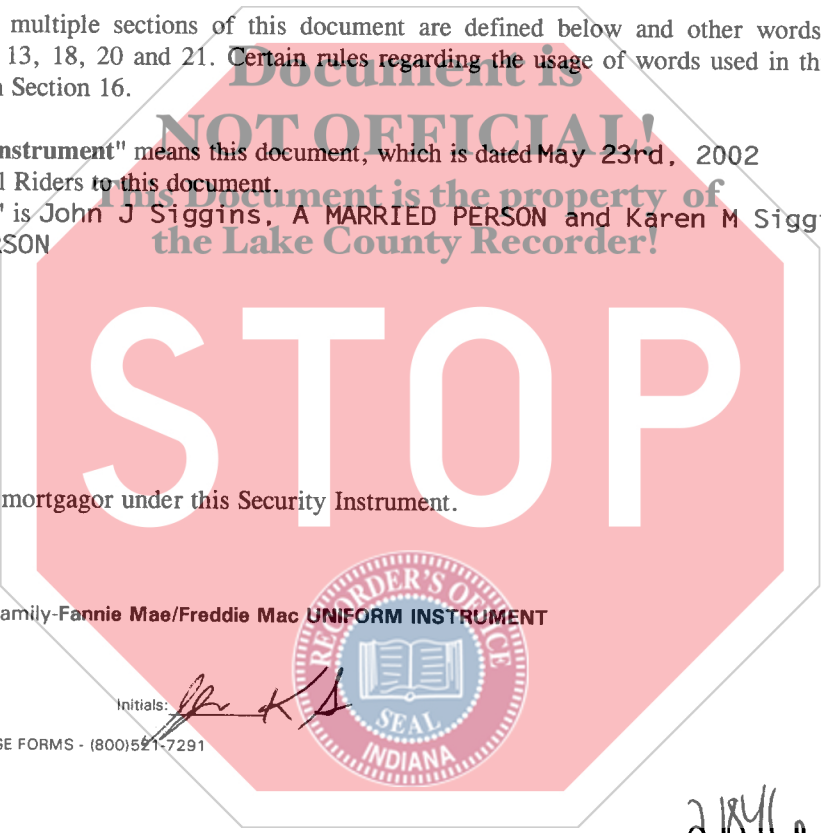 multiple sections of this document are defined below and other words
13, 18, 20 and 21. Certain rules regarding the usage of words used in th
Section 16.
Document is
NOT OFFICIAL!
nstrument" means this document, which is dated May 23rd, 2002
l Riders to this document.
This Document is the property of
" is John J Siggins, A MARRIED PERSON and Karen M Sigg
RSON
the Lake County Recorder!
STOP
mortgagor under this Security Instrument.
amily-Fannie Mae/Freddie Mac UNIFORM INSTRUMENT
RECORDER'S OFFICE
SEAL
INDIANA
Initials:
GE FORMS - (800)521-7291